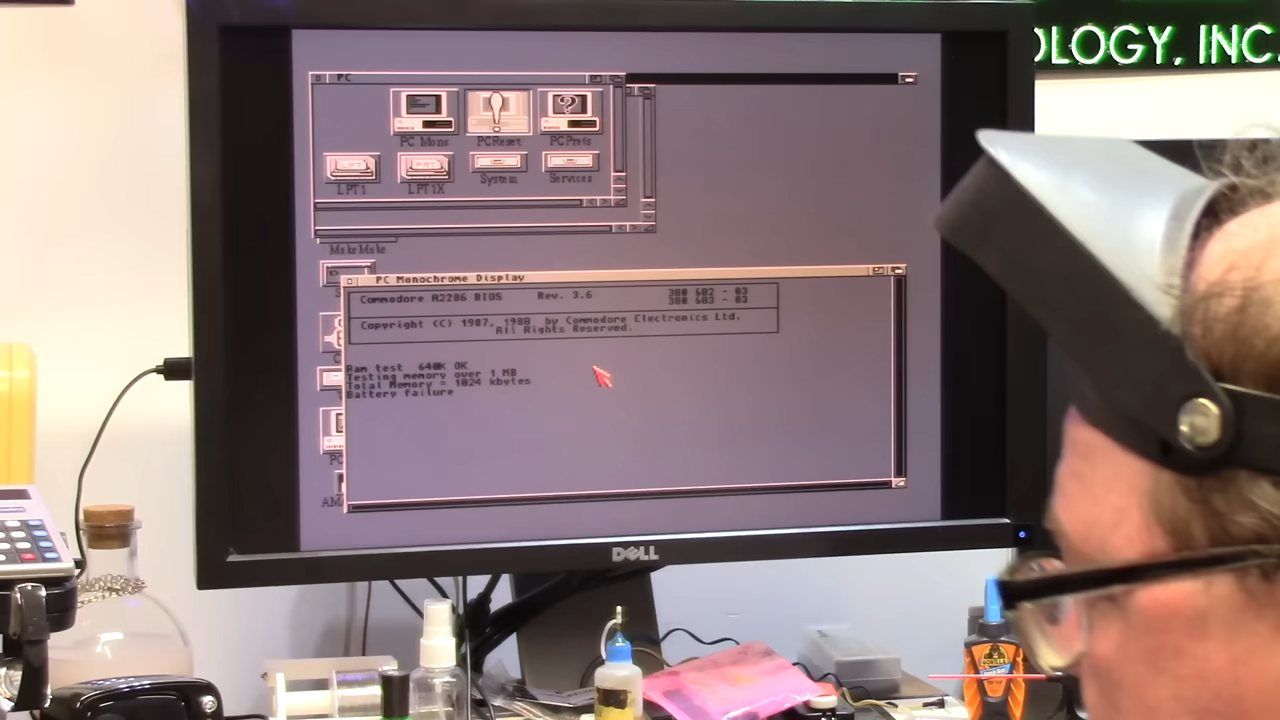 OLOGY, INC.
PC
PC Mono
PCReset
PCPrefs
LPT1
LPT1X
System
Services
MakeMake
PC Monochrome Display
Commodore A2286 BIOS Rev. 3.6 380 682 - 03
380 683 - 03
Copyright (C) 1987, 1988 by Commodore Electronics Ltd.
All Rights Reserved.
Ram test 640K OK
Testing memory over 1 MB
Total Memory = 1024 kbytes
Battery failure
DELL
GORILLA